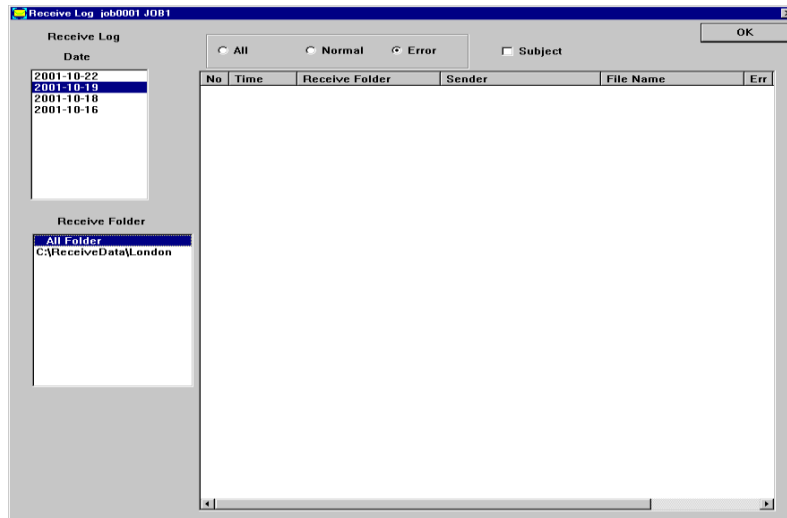 Receive Log job0001 JOB1
OK
Receive Log
Date
All Normal Error Subject
2001-10-22
2001-10-19
2001-10-18
2001-10-16
No Time Receive Folder Sender File Name Err
Receive Folder
All Folder
C:\ReceiveData\London